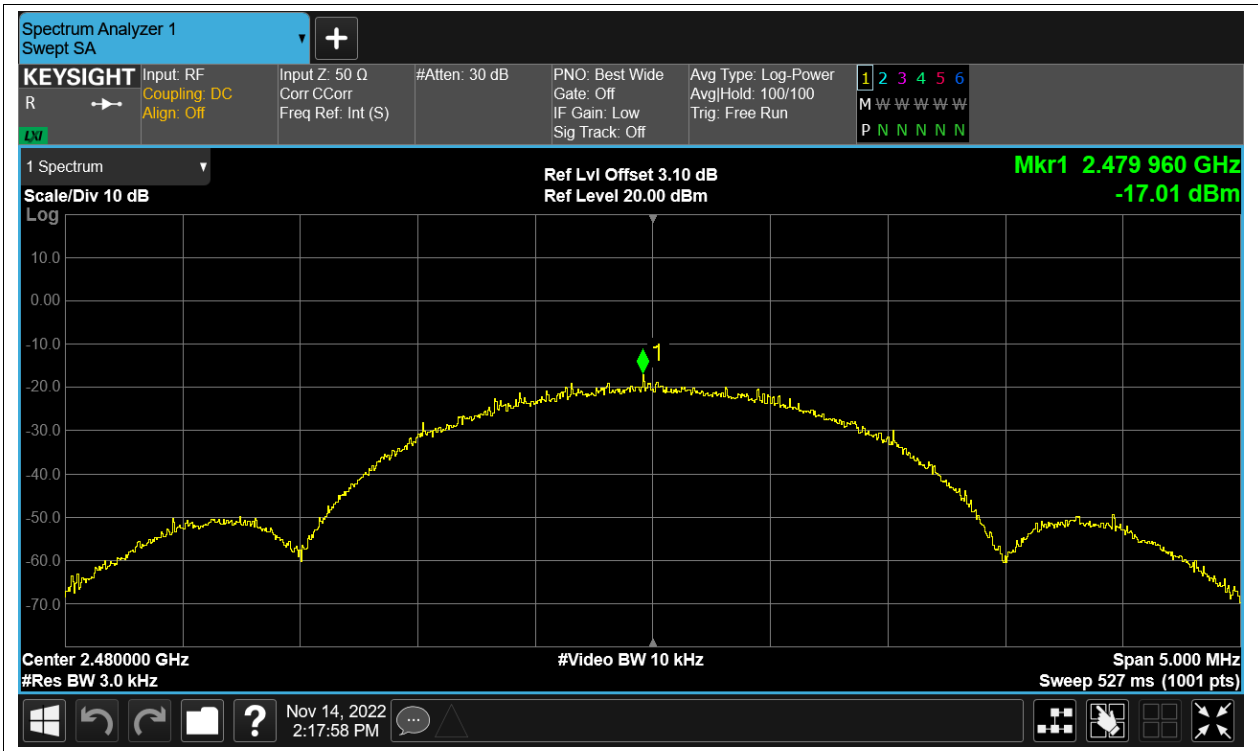 Spectrum Analyzer 1
Swept SA
KEYSIGHT
R
LXI
Input: RF
Coupling: DC
Align: Off
Input Z: 50 Ω
Corr CCorr
Freq Ref: Int (S)
#Atten: 30 dB
PNO: Best Wide
Gate: Off
IF Gain: Low
Sig Track: Off
Avg Type: Log-Power
Avg|Hold: 100/100
Trig: Free Run
1 2 3 4 5 6
M W W W W W
P N N N N N
1 Spectrum
Scale/Div 10 dB
Log
Ref Lvl Offset 3.10 dB
Ref Level 20.00 dBm
Mkr1 2.479 960 GHz
-17.01 dBm
10.0
0.00
-10.0
1
-20.0
-30.0
-40.0
-50.0
-60.0
-70.0
Center 2.480000 GHz
#Video BW 10 kHz
Span 5.000 MHz
#Res BW 3.0 kHz
Sweep 527 ms (1001 pts)
?
Nov 14, 2022
2:17:58 PM